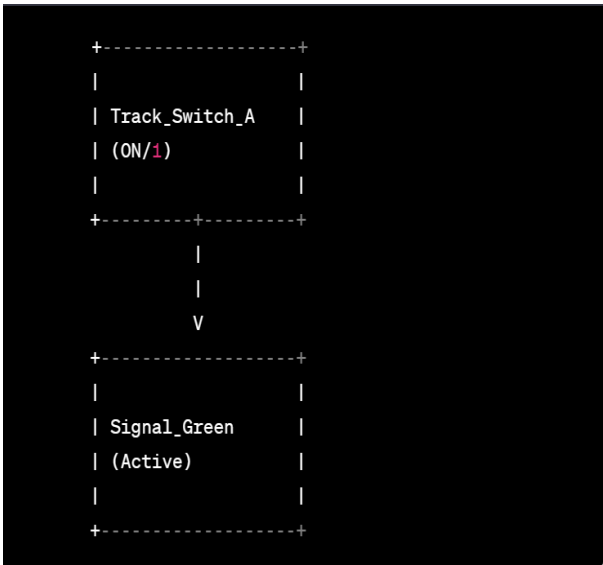 +-------------------+
|                   |
| Track_Switch_A    |
| (ON/1)            |
|                   |
+---------+---------+
          |
          |
          V
+-------------------+
|                   |
| Signal_Green      |
| (Active)          |
|                   |
+-------------------+